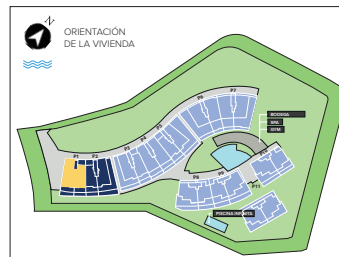 N
ORIENTACIÓN
DE LA VIVIENDA
P7
P6
P5
P4
P3
P2
P1
BODEGA
SPA
GYM
P10
P9
P8
P11
PISCINA INFANTIL